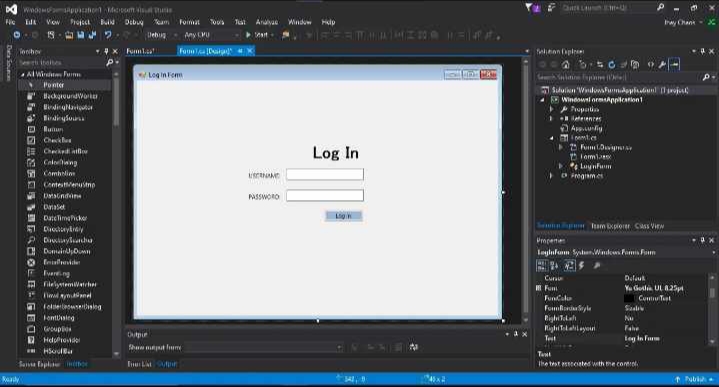 WindowsFormsApplication1 - Microsoft Visual Studio
Quick Launch (Ctrl+Q)
File Edit View Project Build Debug Team Format Tools Test Analyze Window Help
Debug Any CPU Start
Data Sources
Toolbox
Search Toolbox
All Windows Forms
Pointer
BackgroundWorker
BindingNavigator
BindingSource
Button
CheckBox
CheckedListBox
ColorDialog
ComboBox
ContextMenuStrip
DataGridView
DataSet
DateTimePicker
DirectoryEntry
DirectorySearcher
DomainUpDown
ErrorProvider
EventLog
FileSystemWatcher
FlowLayoutPanel
FolderBrowserDialog
FontDialog
GroupBox
HelpProvider
HScrollBar
Server Explorer Toolbox
Form1.cs* Form1.cs [Design]*
Log In Form
Log In
USERNAME:
PASSWORD:
Log In
Output
Show output from:
Error List Output
Solution Explorer
Search Solution Explorer (Ctrl+;)
Solution 'WindowsFormsApplication1' (1 project)
WindowsFormsApplication1
Properties
References
App.config
Form1.cs
Form1.Designer.cs
Form1.resx
LogInForm
Program.cs
Solution Explorer Team Explorer Class View
Properties
LogInForm System.Windows.Forms.Form
Cursor Default
Font Yu Gothic UI, 8.25pt
ForeColor ControlText
FormBorderStyle Sizable
RightToLeft No
RightToLeftLayout False
Text Log In Form
Text
The text associated with the control.
Ready
Publish